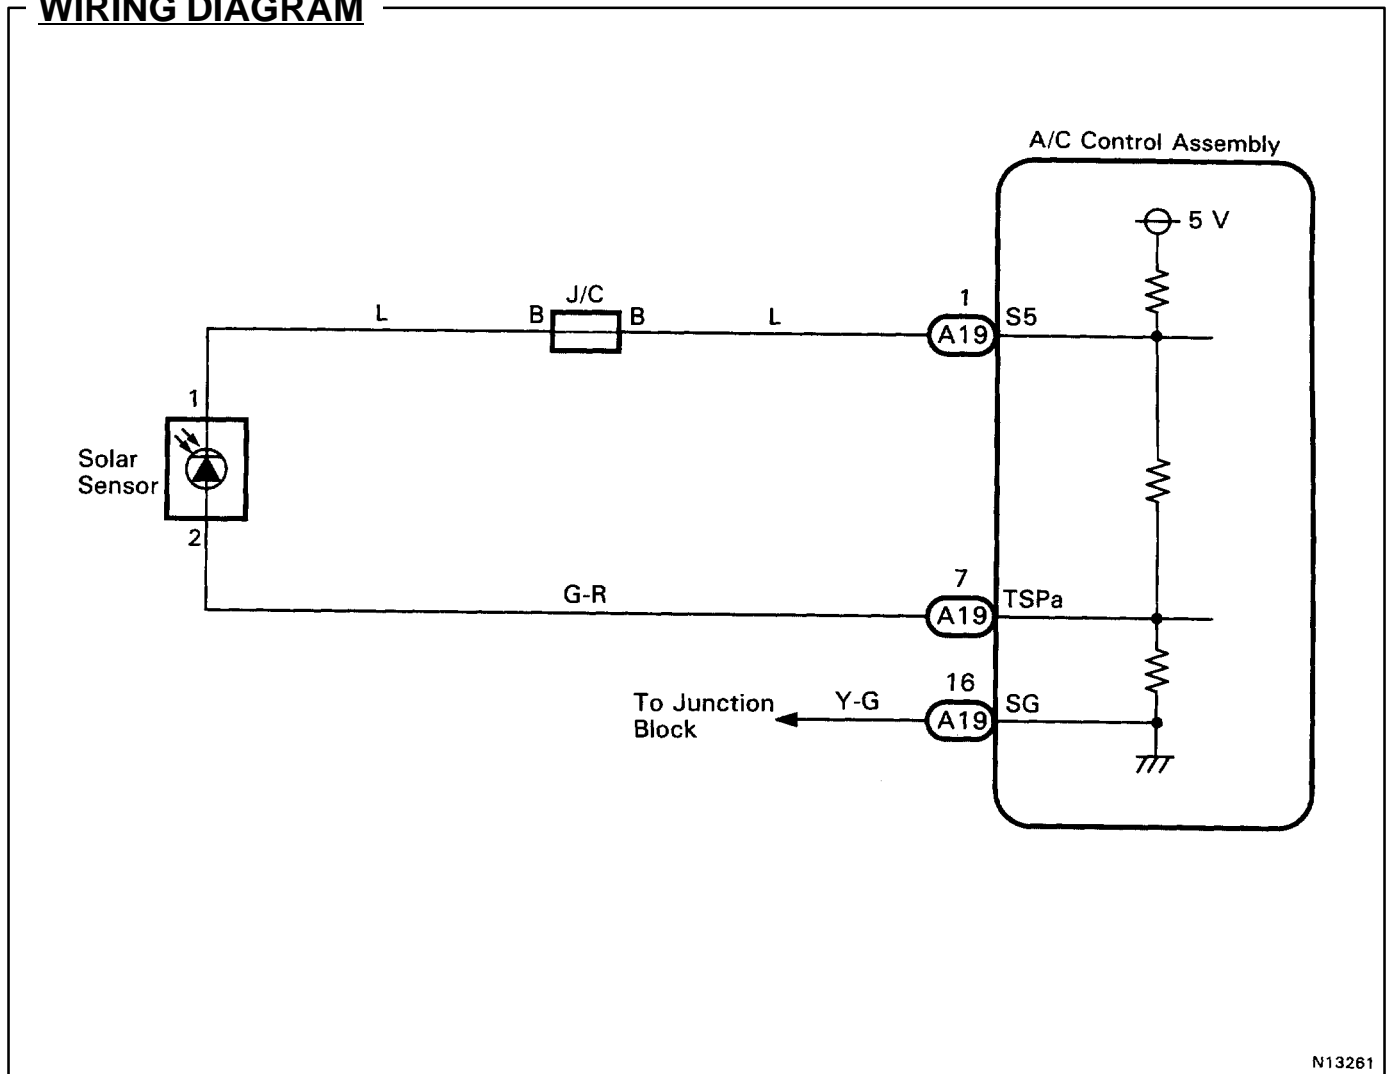 WIRING DIAGRAM
A/C Control Assembly
5 V
J/C
L
B
B
L
1
A19
S5
1
Solar
Sensor
2
G-R
7
A19
TSPa
16
To Junction
Block
Y-G
A19
SG
N13261